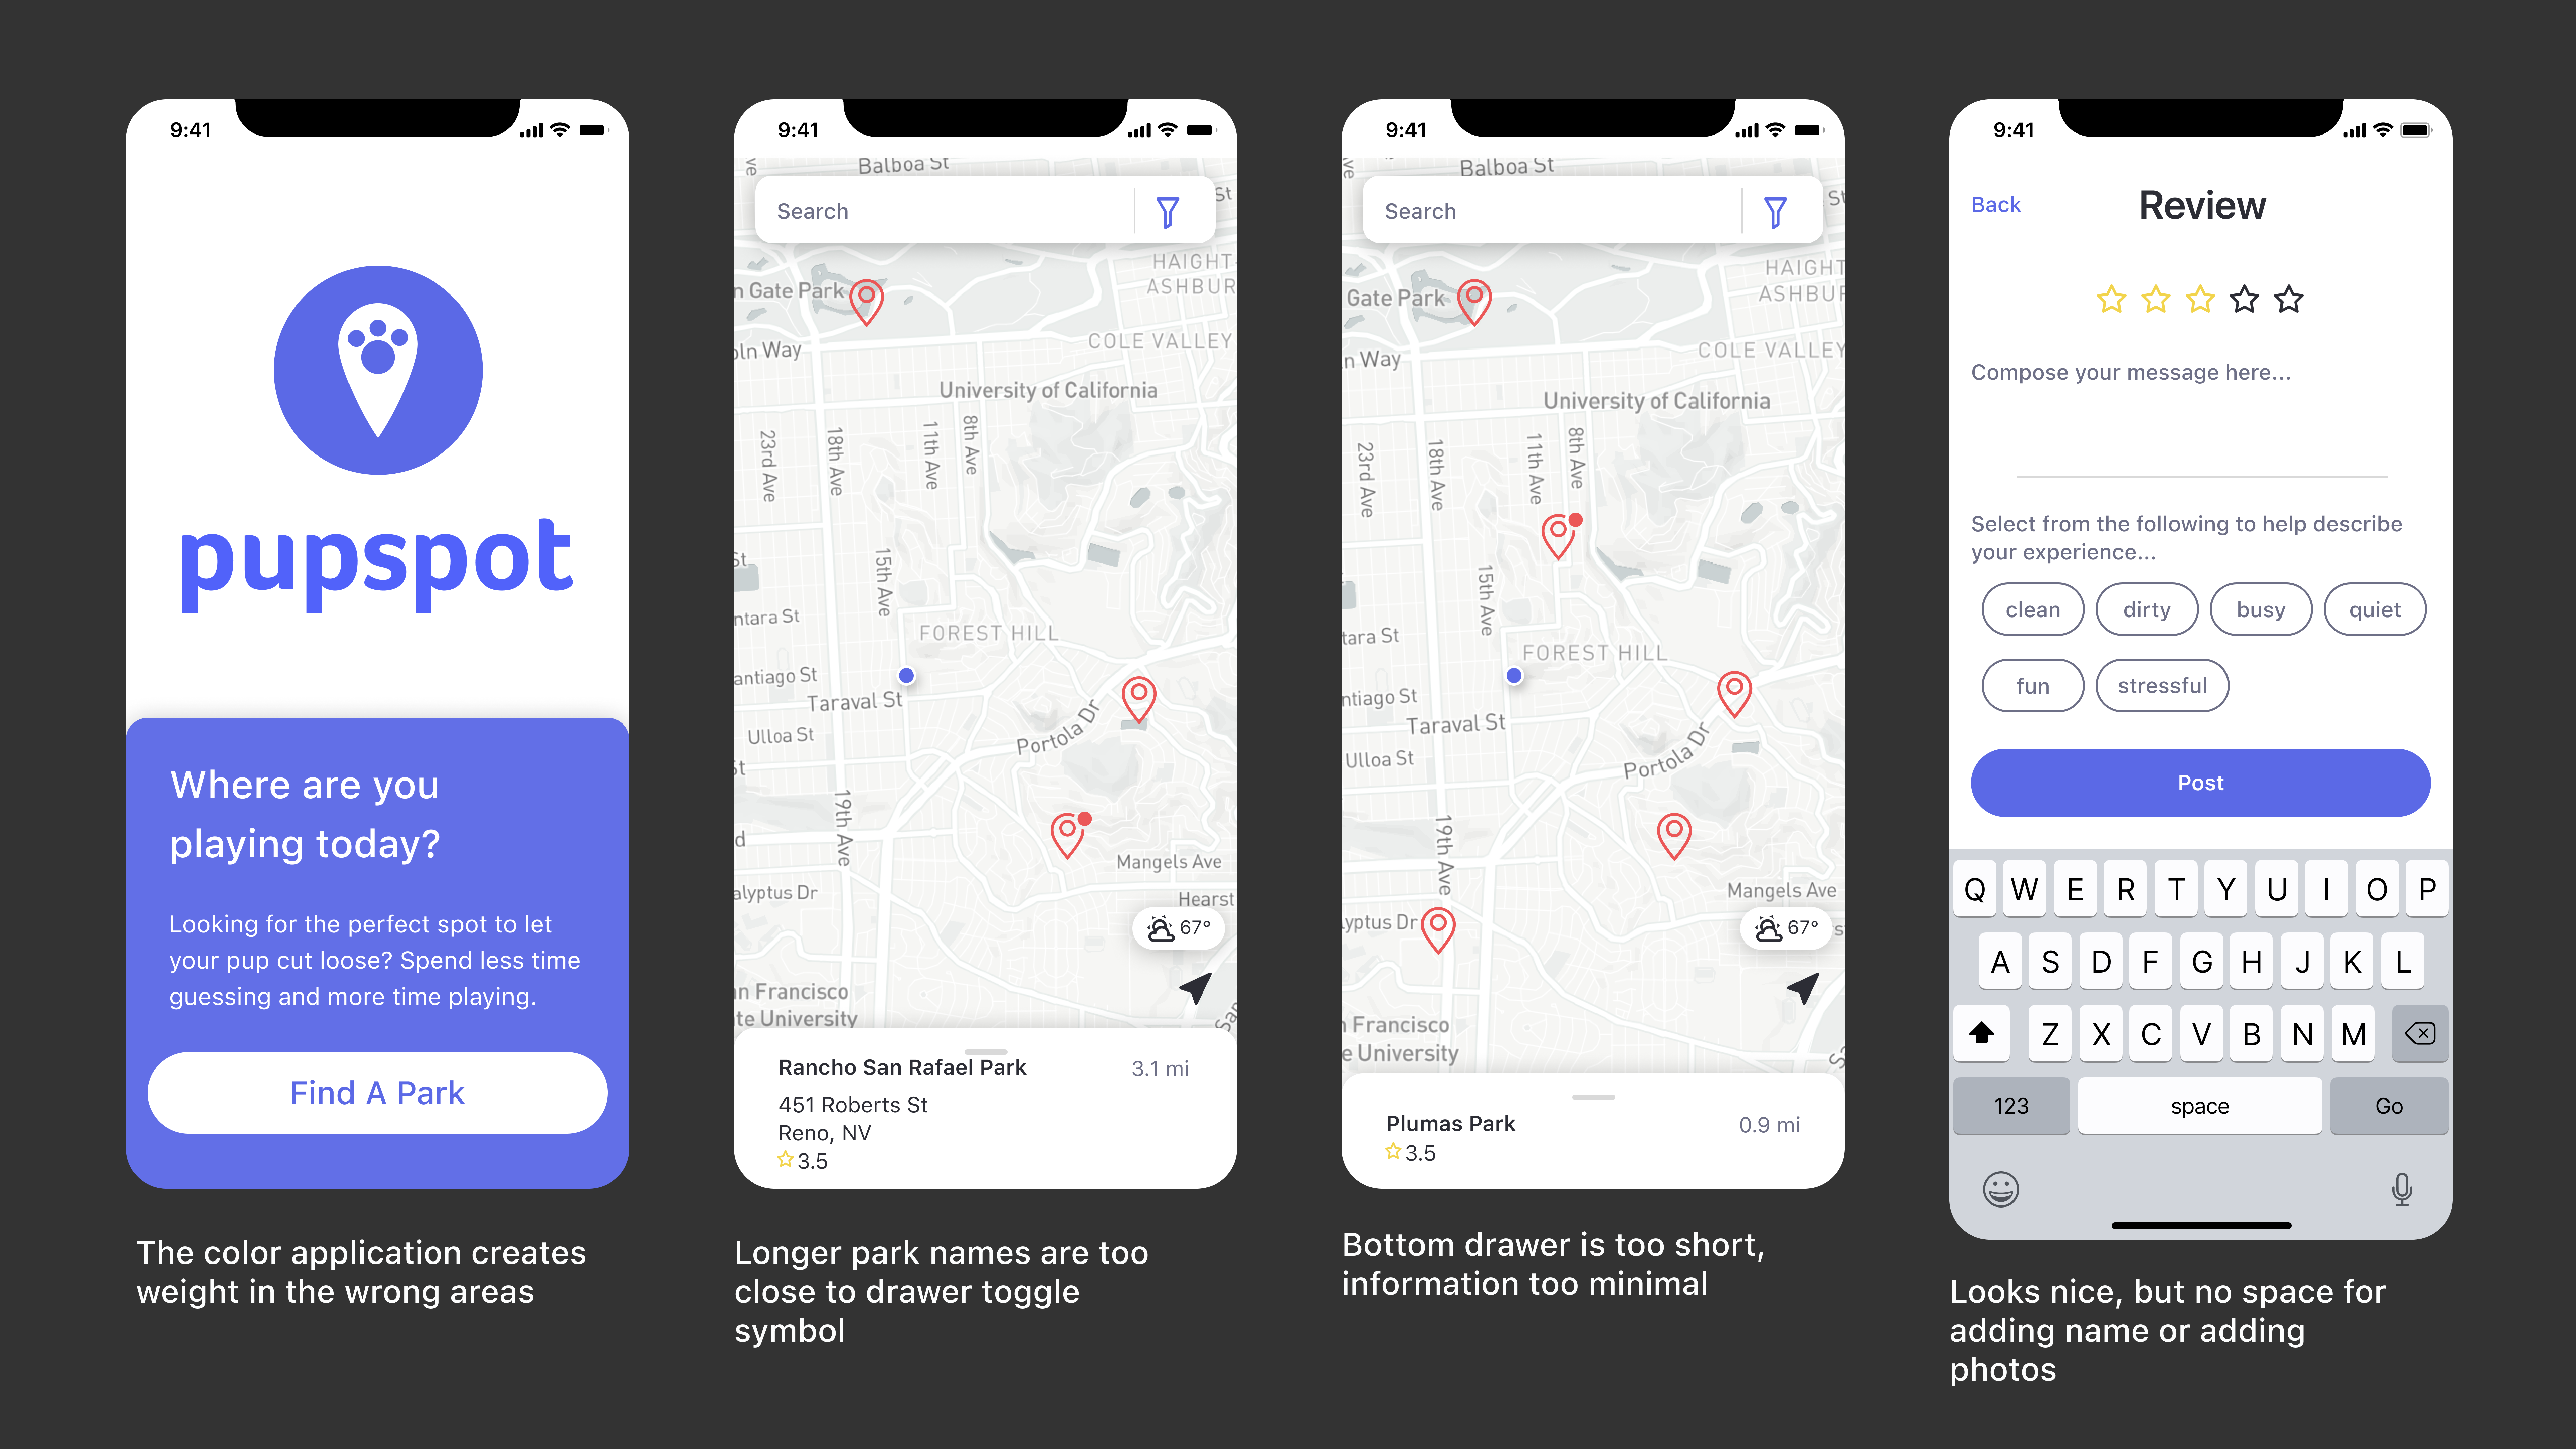 9:41
pupspot
Where are you
playing today?
Looking for the perfect spot to let
your pup cut loose? Spend less time
guessing and more time playing.
Find A Park
The color application creates
weight in the wrong areas
9:41
ve
Balboa St
St
Search
HAIGHT
ASHBUR
n Gate Park
COLE VALLEY
oln Way
University of California
23rd Ave
18th Ave
11th Ave
8th Ave
15th Ave
St
ntara St
FOREST HILL
antiago St
Taraval St
Ulloa St
Portola Dr
St
19th Ave
d
Mangels Ave
alyptus Dr
Hearst
67°
an Francisco
te University
San
Rancho San Rafael Park
3.1 mi
451 Roberts St
Reno, NV
3.5
Longer park names are too
close to drawer toggle
symbol
9:41
ve
Balboa St
St
Search
HAIGHT
ASHBUR
Gate Park
COLE VALLEY
n Way
University of California
23rd Ave
18th Ave
11th Ave
8th Ave
15th Ave
tara St
FOREST HILL
ntiago St
Taraval St
Ulloa St
Portola Dr
19th Ave
Mangels Ave
lyptus Dr
67°
n Francisco
e University
Plumas Park
0.9 mi
3.5
Bottom drawer is too short,
information too minimal
9:41
Back
Review
Compose your message here...
Select from the following to help describe
your experience...
clean dirty busy quiet
fun stressful
Post
Q W E R T Y U I O P
A S D F G H J K L
Z X C V B N M
123 space Go
Looks nice, but no space for
adding name or adding
photos